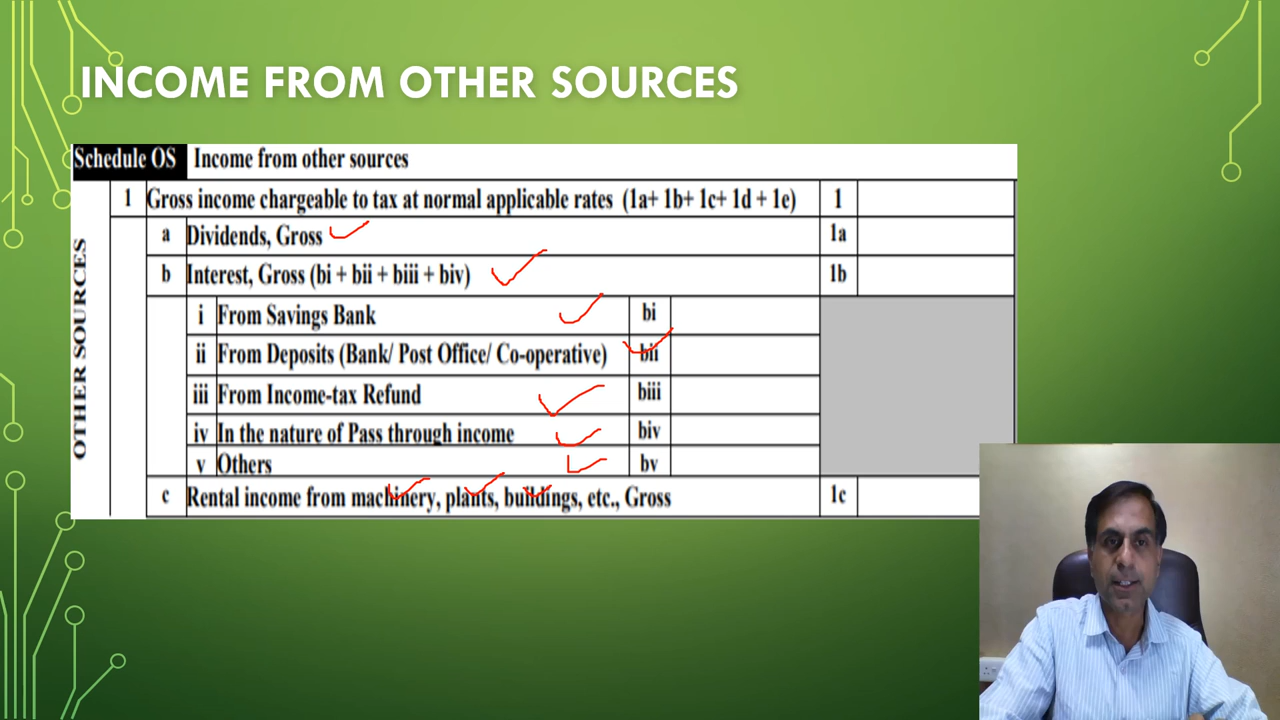 INCOME FROM OTHER SOURCES
Schedule OS Income from other sources
OTHER SOURCES
1 Gross income chargeable to tax at normal applicable rates (1a+ 1b+ 1c+ 1d + 1e) 1
a Dividends, Gross 1a
b Interest, Gross (bi + bii + biii + biv) 1b
i From Savings Bank bi
ii From Deposits (Bank/ Post Office/ Co-operative) bii
iii From Income-tax Refund biii
iv In the nature of Pass through income biv
v Others bv
c Rental income from machinery, plants, buildings, etc., Gross 1c